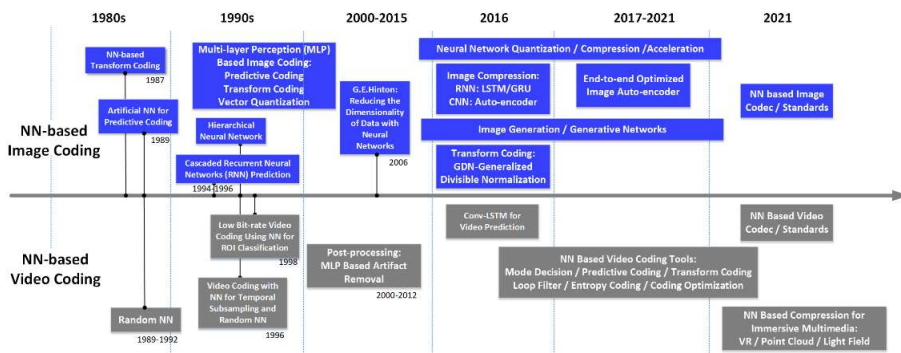 1980s
1990s
2000-2015
2016
2017-2021
2021
NN-based
Transform Coding
1987
Artificial NN for
Predictive Coding
1989
Multi-layer Perception (MLP)
Based Image Coding:
Predictive Coding
Transform Coding
Vector Quantization
Hierarchical
Neural Network
Cascaded Recurrent Neural
Networks (RNN) Prediction
1994-1996
G.E.Hinton:
Reducing the
Dimensionality
of Data with
Neural
Networks
2006
Neural Network Quantization / Compression /Acceleration
Image Compression:
RNN: LSTM/GRU
CNN: Auto-encoder
End-to-end Optimized
Image Auto-encoder
Image Generation / Generative Networks
Transform Coding:
GDN-Generalized
Divisible Normalization
NN based Image
Codec / Standards
NN-based
Image Coding
NN-based
Video Coding
Random NN
1989-1992
Low Bit-rate Video
Coding Using NN for
ROI Classification
1998
Video Coding with
NN for Temporal
Subsampling and
Random NN
1996
Post-processing:
MLP Based Artifact
Removal
2000-2012
Conv-LSTM for
Video Prediction
NN Based Video Coding Tools:
Mode Decision / Predictive Coding / Transform Coding
Loop Filter / Entropy Coding / Coding Optimization
NN Based Video
Codec / Standards
NN Based Compression for
Immersive Multimedia:
VR / Point Cloud / Light Field